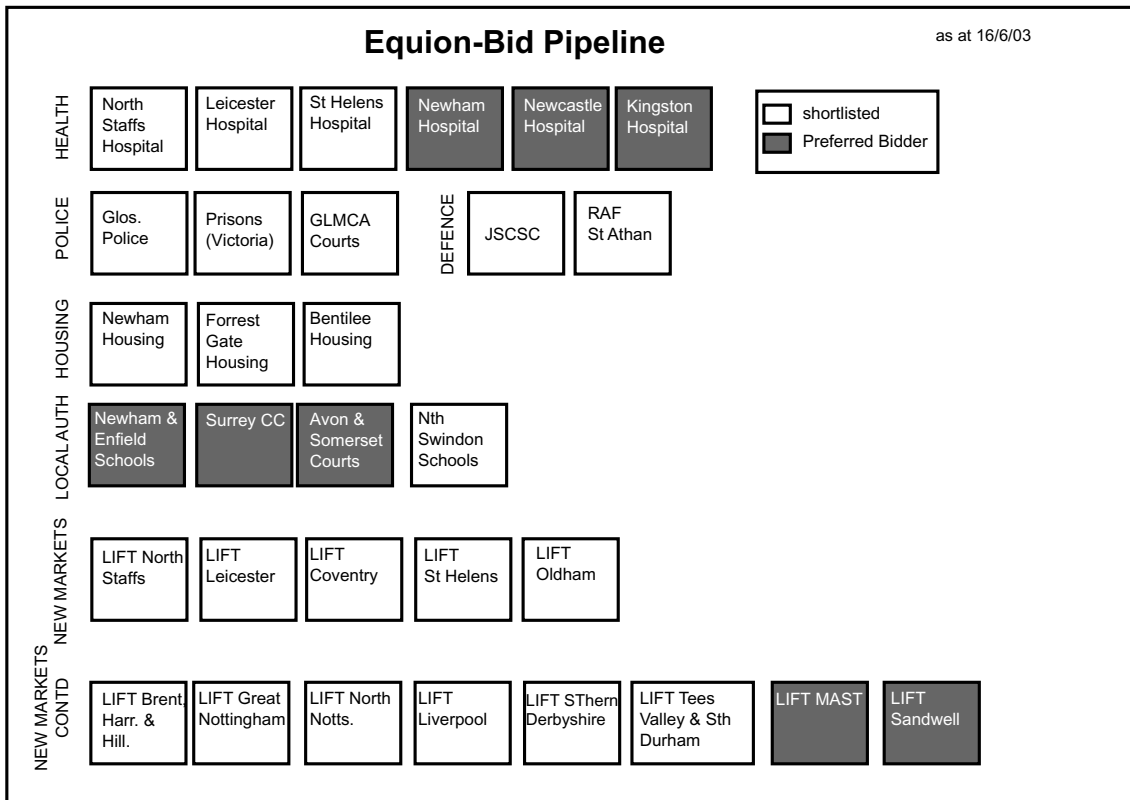 Equion-Bid Pipeline
as at 16/6/03
HEALTH
North
Staffs
Hospital
Leicester
Hospital
St Helens
Hospital
Newham
Hospital
Newcastle
Hospital
Kingston
Hospital
shortlisted
Preferred Bidder
POLICE
Glos.
Police
Prisons
(Victoria)
GLMCA
Courts
DEFENCE
JSCSC
RAF
St Athan
HOUSING
Newham
Housing
Forrest
Gate
Housing
Bentilee
Housing
LOCAL AUTH
Newham &
Enfield
Schools
Surrey CC
Avon &
Somerset
Courts
Nth
Swindon
Schools
NEW MARKETS
LIFT North
Staffs
LIFT
Leicester
LIFT
Coventry
LIFT
St Helens
LIFT
Oldham
NEW MARKETS
CONTD
LIFT Brent,
Harr. &
Hill.
LIFT Great
Nottingham
LIFT North
Notts.
LIFT
Liverpool
LIFT SThern
Derbyshire
LIFT Tees
Valley & Sth
Durham
LIFT MAST
LIFT
Sandwell